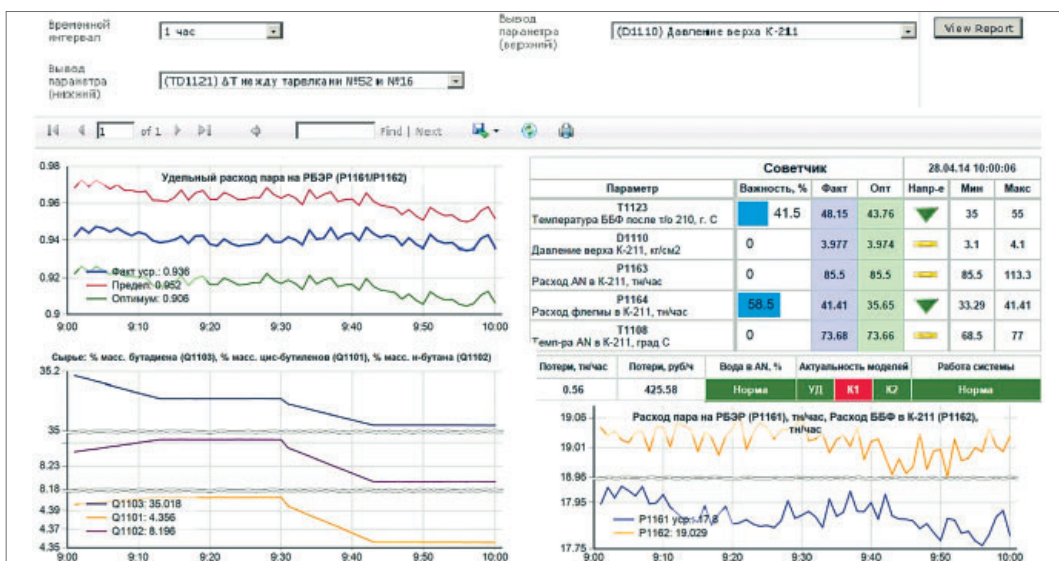 Временной интервал
1 час
Вывод параметра (верхний)
(D1110) Давление верха К-211
View Report
Вывод параметра (нижний)
(TD1121) ΔT между тарелками №52 и №16
1 of 1 Find | Next
Удельный расход пара на РБЭР (P1161/P1162)
0.98
0.96
0.94
0.92
0.9
Факт уср.: 0.936
Предел: 0.952
Оптимум: 0.906
9:00 9:10 9:20 9:30 9:40 9:50 10:00
Советчик 28.04.14 10:00:06
Параметр Важность, % Факт Опт Напр-е Мин Макс
T1123
Температура ББФ после т/о 210, г. С 41.5 48.15 43.76 35 55
D1110
Давление верха К-211, кг/см2 0 3.977 3.974 3.1 4.1
P1163
Расход AN в К-211, тн/час 0 85.5 85.5 85.5 113.3
P1164
Расход флегмы в К-211, тн/час 58.5 41.41 35.65 33.29 41.41
T1108
Темп-ра AN в К-211, град С 0 73.68 73.66 68.5 77
Потери, тн/час Потери, руб/ч Вода в AN, % Актуальность моделей Работа системы
0.56 425.58 Норма УД К1 К2 Норма
Сырье: % масс. бутадиена (Q1103), % масс. цис-бутиленов (Q1101), % масс. н-бутана (Q1102)
35.2
35
8.23
8.18
4.39
4.37
4.35
Q1103: 35.018
Q1101: 4.356
Q1102: 8.196
9:00 9:10 9:20 9:30 9:40 9:50 10:00
Расход пара на РБЭР (P1161), тн/час, Расход ББФ в К-211 (P1162), тн/час
19.06
19.01
18.96
17.95
17.75
P1161 уср.: 17.8
P1162: 19,029
9:00 9:10 9:20 9:30 9:40 9:50 10:00